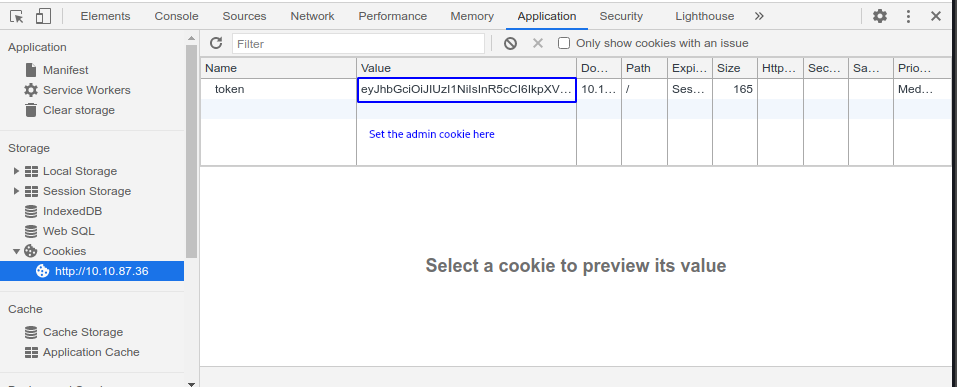 Elements Console Sources Network Performance Memory Application Security Lighthouse »
Application
Manifest
Service Workers
Clear storage
Storage
Local Storage
Session Storage
IndexedDB
Web SQL
Cookies
http://10.10.87.36
Cache
Cache Storage
Application Cache
Filter Only show cookies with an issue
Name Value Do… Path Expi… Size Http… Sec… Sa… Prio…
token eyJhbGciOiJIUzI1NiIsInR5cCI6IkpXV… 10.1… / Ses… 165 Med…
Set the admin cookie here
Select a cookie to preview its value